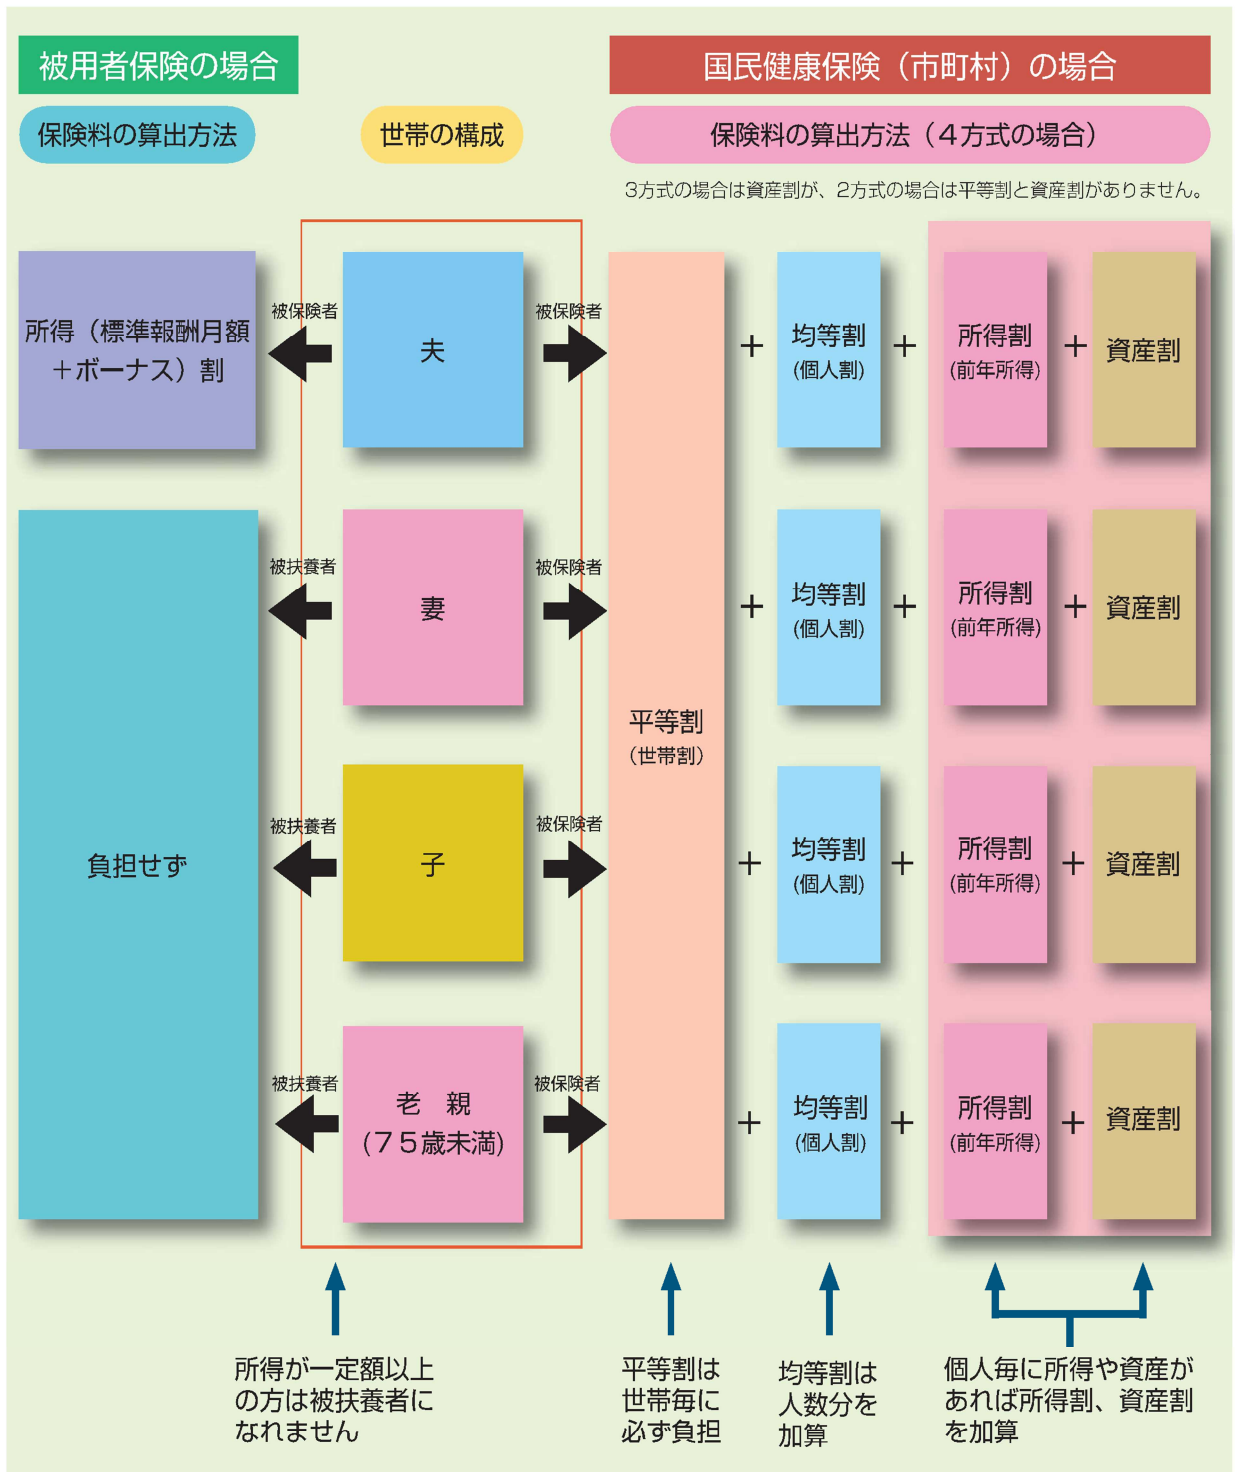 被用者保険の場合
国民健康保険（市町村）の場合
保険料の算出方法
世帯の構成
保険料の算出方法（４方式の場合）
3方式の場合は資産割が、2方式の場合は平等割と資産割がありません。
所得（標準報酬月額
＋ボーナス）割
被保険者
夫
被保険者
＋
均等割
(個人割)
＋
所得割
(前年所得)
＋
資産割
被扶養者
妻
被保険者
＋
均等割
(個人割)
＋
所得割
(前年所得)
＋
資産割
平等割
（世帯割）
負担せず
被扶養者
子
被保険者
＋
均等割
(個人割)
＋
所得割
(前年所得)
＋
資産割
被扶養者
老　親
(７５歳未満)
被保険者
＋
均等割
(個人割)
＋
所得割
(前年所得)
＋
資産割
所得が一定額以上
の方は被扶養者に
なれません
平等割は
世帯毎に
必ず負担
均等割は
人数分を
加算
個人毎に所得や資産が
あれば所得割、資産割
を加算